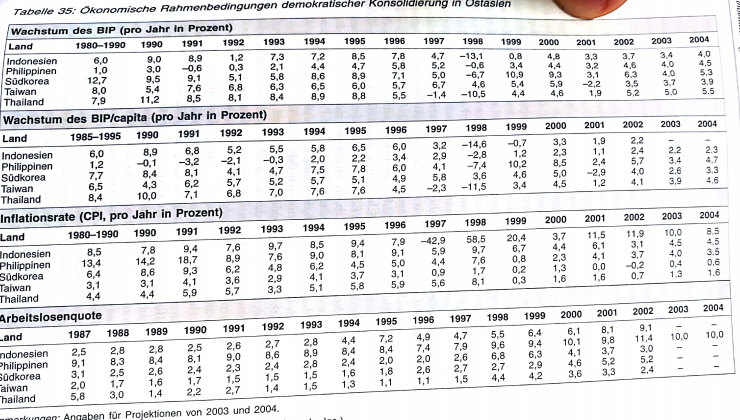 Tabelle 35: Ökonomische Rahmenbedingungen demokratischer Konsolidierung in Ostasien
Wachstum des BIP (pro Jahr in Prozent)
Land 1980–1990 1990 1991 1992 1993 1994 1995 1996 1997 1998 1999 2000 2001 2002 2003 2004
Indonesien 6,0 9,0 8,9 1,2 7,3 7,2 8,5 7,8 4,7 –13,1 0,8 4,8 3,3 3,7 3,4 4,0
Philippinen 1,0 3,0 –0,6 0,3 2,1 4,4 4,7 5,8 5,2 –0,6 3,4 4,4 3,2 4,6 4,0 4,5
Südkorea 12,7 9,5 9,1 5,1 5,8 8,6 8,9 7,1 5,0 –6,7 10,9 9,3 3,1 6,3 4,0 5,3
Taiwan 8,0 5,4 7,6 6,8 6,3 6,5 6,0 5,7 6,7 4,6 5,4 5,9 –2,2 3,5 3,7 3,9
Thailand 7,9 11,2 8,5 8,1 8,4 8,9 8,8 5,5 –1,4 –10,5 4,4 4,6 1,9 5,2 5,0 5,5
Wachstum des BIP/capita (pro Jahr in Prozent)
Land 1985–1995 1990 1991 1992 1993 1994 1995 1996 1997 1998 1999 2000 2001 2002 2003 2004
Indonesien 6,0 8,9 6,8 5,2 5,5 5,8 6,5 6,0 3,2 –14,6 –0,7 3,3 1,9 2,2 – –
Philippinen 1,2 –0,1 –3,2 –2,1 –0,3 2,0 2,2 3,4 2,9 –2,8 1,2 2,3 1,1 2,4 2,2 2,3
Südkorea 7,7 8,4 8,1 4,1 4,7 7,5 7,8 6,0 4,1 –7,4 10,2 8,5 2,4 5,7 3,4 4,7
Taiwan 6,5 4,3 6,2 5,7 5,2 5,7 5,1 4,9 5,8 3,6 4,6 5,0 –2,9 4,0 2,6 3,3
Thailand 8,4 10,0 7,1 6,8 7,0 7,6 7,6 4,5 –2,3 –11,5 3,4 4,5 1,2 4,1 3,9 4,6
Inflationsrate (CPI, pro Jahr in Prozent)
Land 1980–1990 1990 1991 1992 1993 1994 1995 1996 1997 1998 1999 2000 2001 2002 2003 2004
Indonesien 8,5 7,8 9,4 7,6 9,7 8,5 9,4 7,9 –42,9 58,5 20,4 3,7 11,5 11,9 10,0 8.5
Philippinen 13,4 14,2 18,7 8,9 7,6 9,0 8,1 9,1 5,9 9,7 6,7 4,4 6,1 3,1 4,5 4,5
Südkorea 6,4 8,6 9,3 6,2 4,8 6,2 4,5 5,0 4,4 7,6 0,8 2,3 4,1 3,7 4,0 3,5
Taiwan 3,1 3,1 4,1 3,6 2,9 4,1 3,7 3,1 0,9 1,7 0,2 1,3 0,0 –0,2 0,4 0,6
Thailand 4,4 4,4 5,9 5,7 3,3 5,1 5,8 5,9 5,6 8,1 0,3 1,6 1,6 0,7 1,3 1,6
Arbeitslosenquote
Land 1987 1988 1989 1990 1991 1992 1993 1994 1995 1996 1997 1998 1999 2000 2001 2002 2003 2004
ndonesien 2,5 2,8 2,8 2,5 2,6 2,7 2,8 4,4 7,2 4,9 4,7 5,5 6,4 6,1 8,1 9,1 – –
Philippinen 9,1 8,3 8,4 8,1 9,0 8,6 8,9 8,4 8,4 7,4 7,9 9,6 9,4 10,1 9,8 11,4 10,0 10,0
Südkorea 3,1 2,5 2,6 2,4 2,3 2,4 2,8 2,4 2,0 2,0 2,6 6,8 6,3 4,1 3,7 3,0 – –
Taiwan 2,0 1,7 1,6 1,7 1,5 1,5 1,5 1,6 1,8 2,6 2,7 2,7 2,9 4,6 5,2 5,2 – –
Thailand 5,8 3,0 1,4 2,2 2,7 1,4 1,5 1,3 1,1 1,1 1,5 4,4 4,2 3,6 3,3 2,4 – –
merkungen: Angaben für Projektionen von 2003 und 2004.